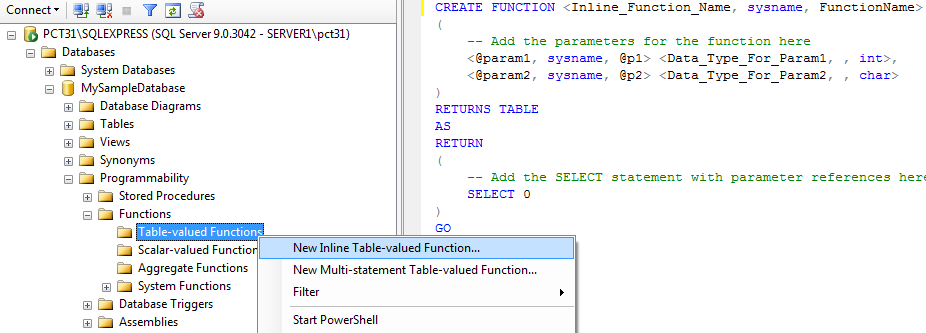 Connect
PCT31\SQLEXPRESS (SQL Server 9.0.3042 - SERVER1\pct31)
Databases
System Databases
MySampleDatabase
Database Diagrams
Tables
Views
Synonyms
Programmability
Stored Procedures
Functions
Table-valued Functions
Scalar-valued Function
Aggregate Functions
System Functions
Database Triggers
Assemblies
New Inline Table-valued Function...
New Multi-statement Table-valued Function...
Filter
Start PowerShell
CREATE FUNCTION <Inline_Function_Name, sysname, FunctionName>
(
-- Add the parameters for the function here
<@param1, sysname, @p1> <Data_Type_For_Param1, , int>,
<@param2, sysname, @p2> <Data_Type_For_Param2, , char>
)
RETURNS TABLE
AS
RETURN
(
-- Add the SELECT statement with parameter references here
SELECT 0
)
GO